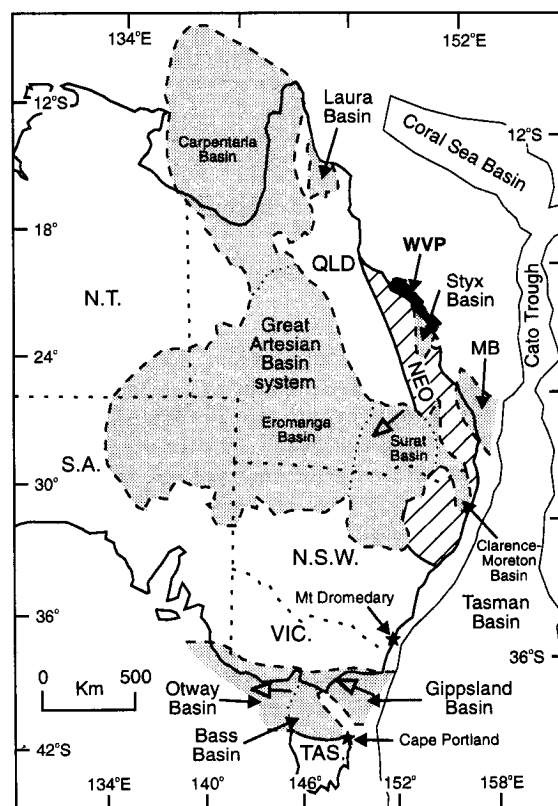 134°E
152°E
12°S
Laura
Basin
Coral Sea Basin
12°S
Carpentaria
Basin
18°
QLD
WVP
Styx
Basin
Cato Trough
N.T.
Great
Artesian
Basin
system
24°
NEO
MB
Eromanga
Basin
Surat
Basin
S.A.
30°
Clarence-
Moreton
Basin
N.S.W.
Mt Dromedary
Tasman
Basin
36°
VIC.
36°S
0 500
Km
Otway
Basin
Gippsland
Basin
Bass
Basin
TAS.
Cape Portland
42°S
134°E
140°
146°
152°
158°E